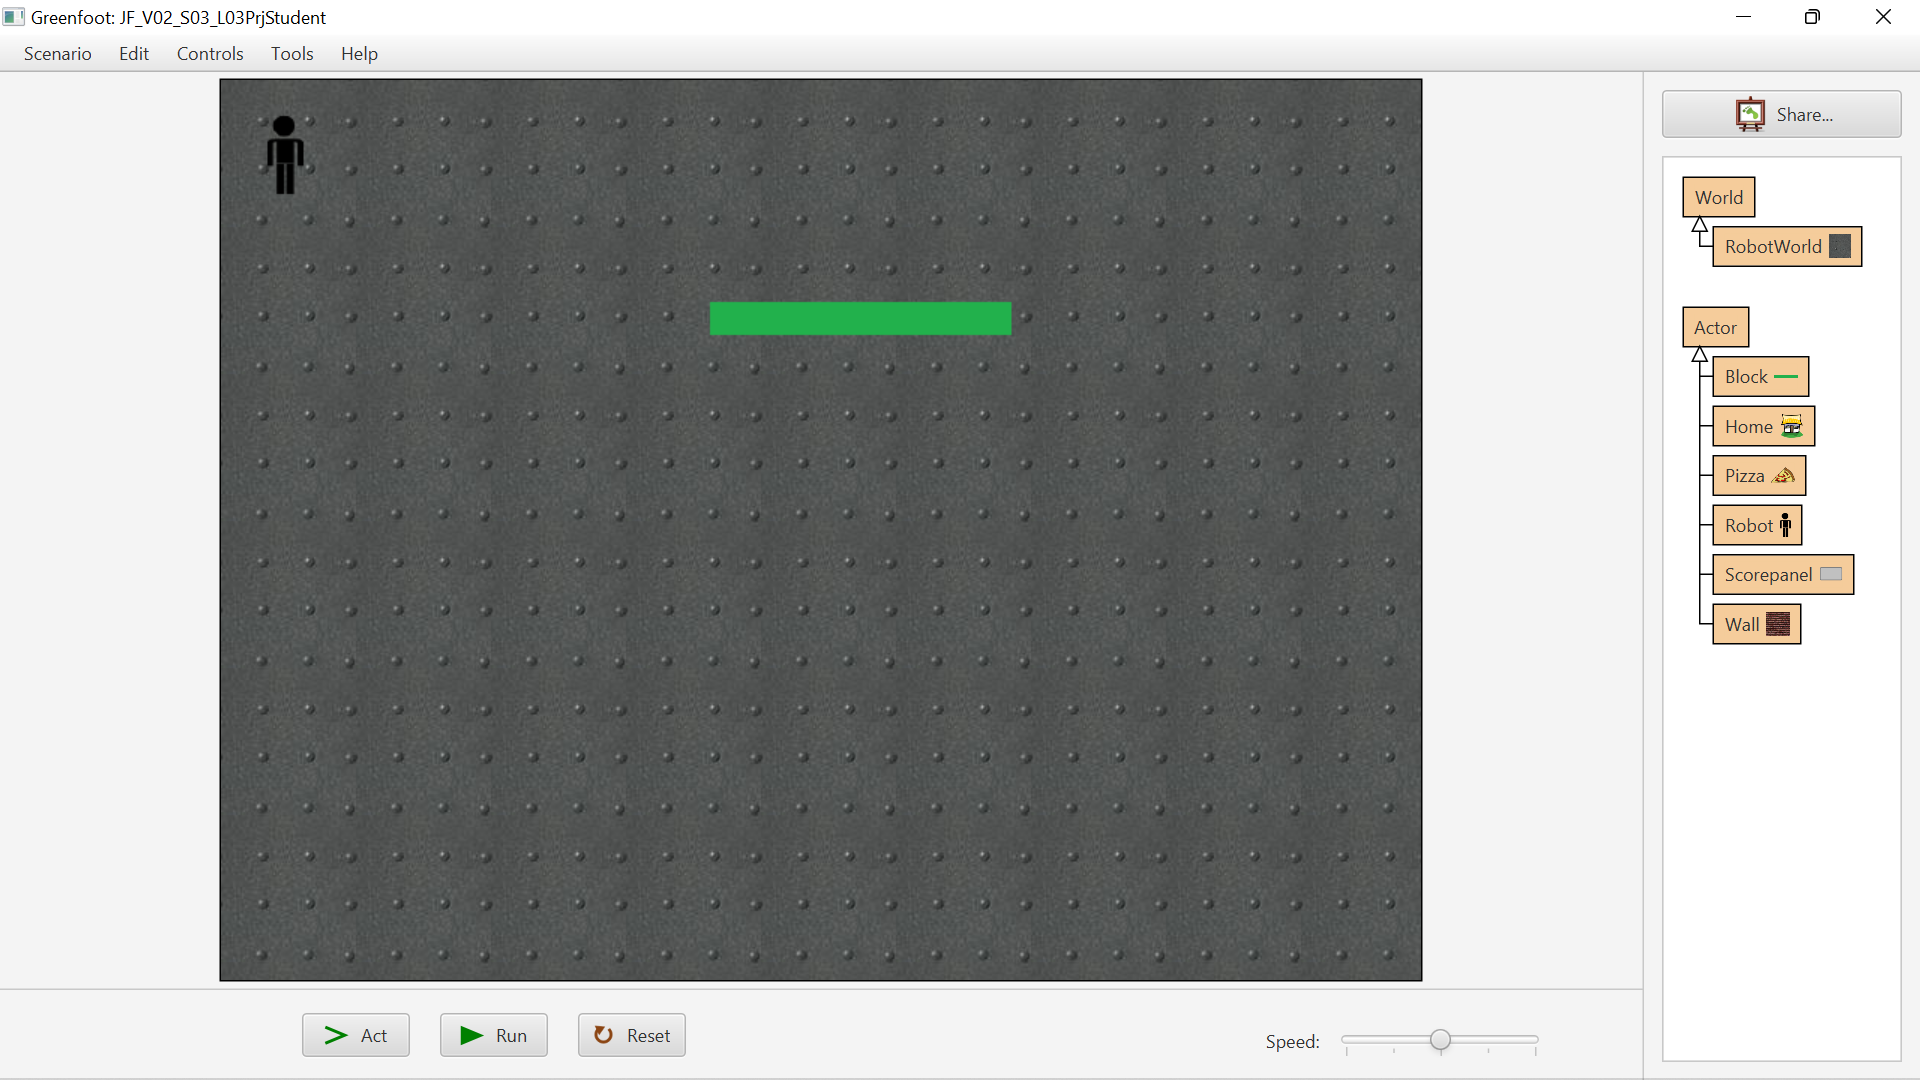 Greenfoot: JF_V02_S03_L03PrjStudent
Scenario Edit Controls Tools Help
Share...
World
RobotWorld
Actor
Block
Home
Pizza
Robot
Scorepanel
Wall
Act Run Reset Speed: